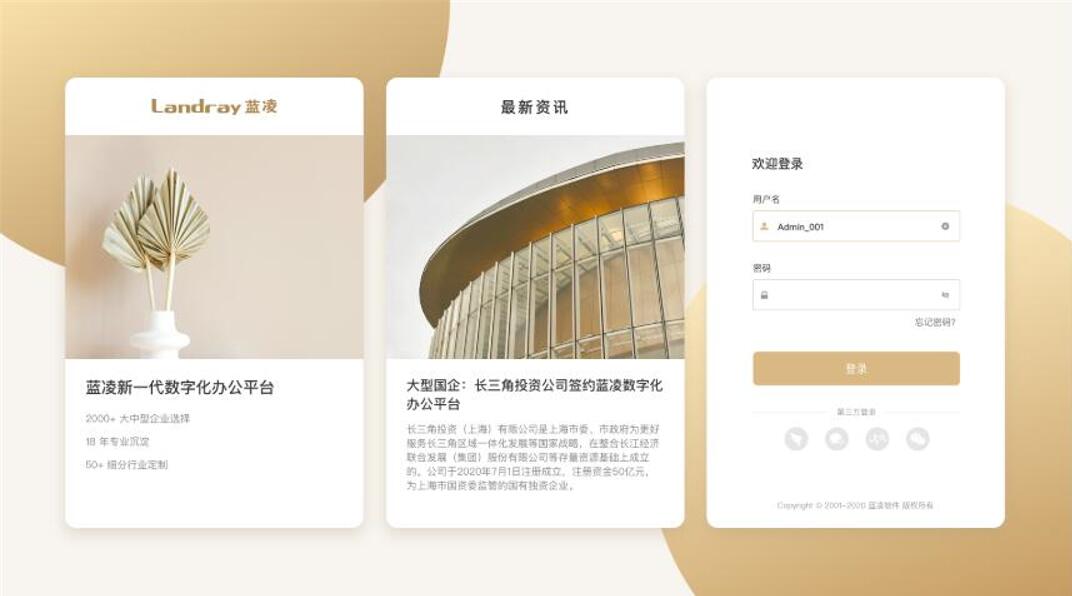 Landray 蓝凌
蓝凌新一代数字化办公平台
2000+ 大中型企业选择
18 年专业沉淀
50+ 细分行业定制
最新资讯
大型国企：长三角投资公司签约蓝凌数字化
办公平台
长三角投资（上海）有限公司是上海市委、市政府为更好
服务长三角区域一体化发展等国家战略，在整合长江经济
联合发展（集团）股份有限公司等存量资源基础上成立
的。公司于2020年7月1日注册成立，注册资金50亿元，
为上海市国资委监管的国有独资企业。
欢迎登录
用户名
Admin_001
密码
忘记密码?
登录
第三方登录
Copyright © 2001-2020 蓝凌软件 版权所有